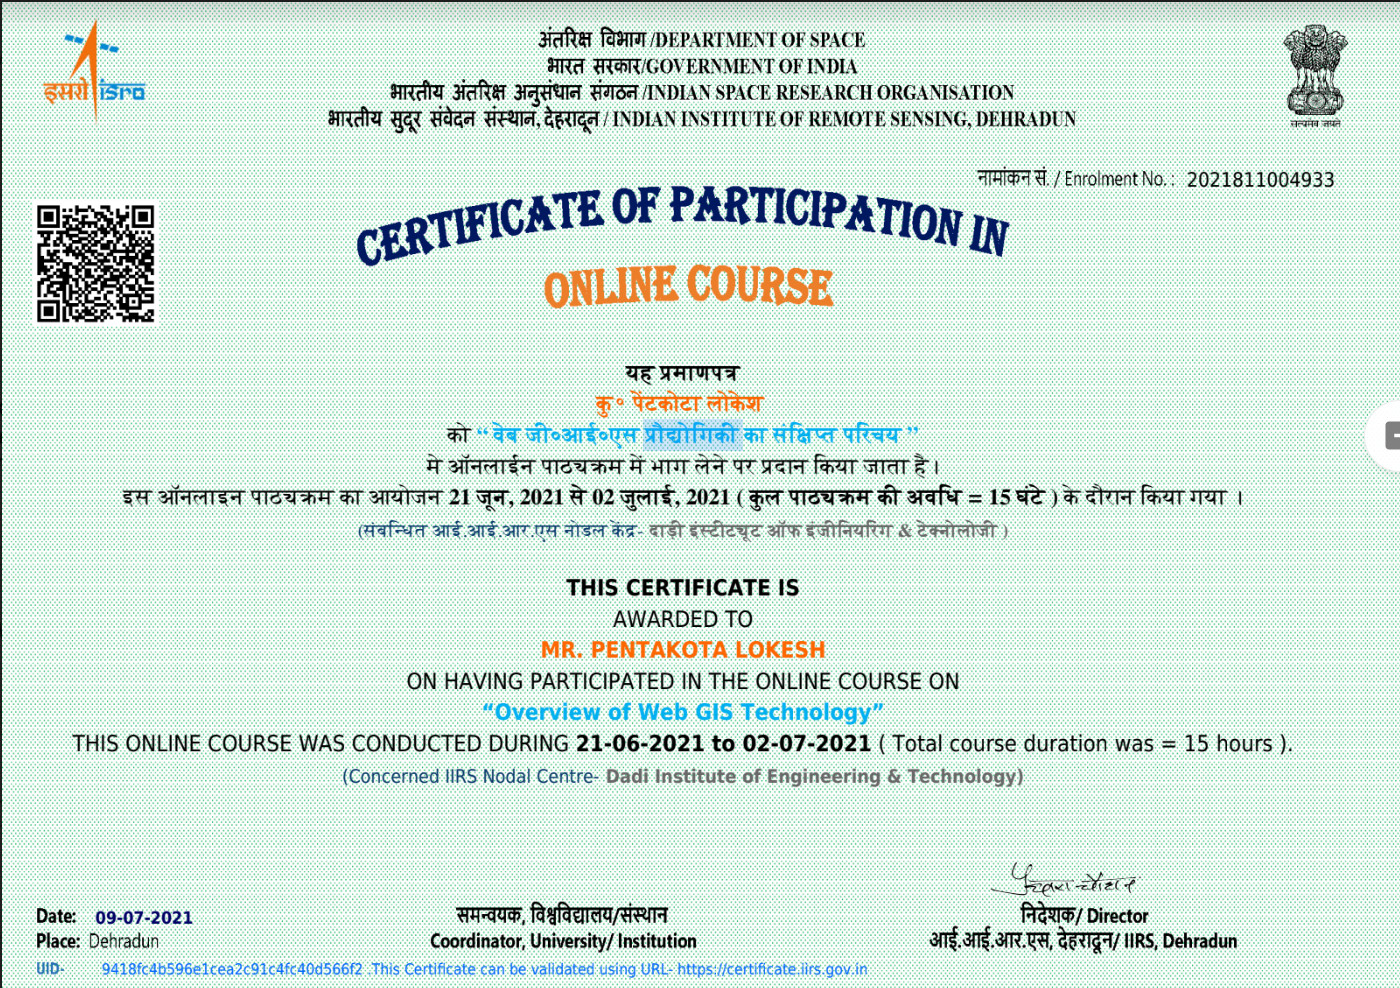 इसरो isro
अंतरिक्ष विभाग /DEPARTMENT OF SPACE
भारत सरकार/GOVERNMENT OF INDIA
भारतीय अंतरिक्ष अनुसंधान संगठन /INDIAN SPACE RESEARCH ORGANISATION
भारतीय सुदूर संवेदन संस्थान, देहरादून / INDIAN INSTITUTE OF REMOTE SENSING, DEHRADUN
सत्यमेव जयते
नामांकन सं. / Enrolment No. : 2021811004933
CERTIFICATE OF PARTICIPATION IN
ONLINE COURSE
यह प्रमाणपत्र
कु॰ पेंटकोटा लोकेश
को “ वेब जी॰आई॰एस प्रौद्योगिकी का संक्षिप्त परिचय ”
मे ऑनलाईन पाठ्यक्रम में भाग लेने पर प्रदान किया जाता है।
इस ऑनलाइन पाठ्यक्रम का आयोजन 21 जून, 2021 से 02 जुलाई, 2021 ( कुल पाठ्यक्रम की अवधि = 15 घंटे ) के दौरान किया गया ।
(संबन्धित आई.आई.आर.एस नोडल केंद्र- दाड़ी इंस्टीट्यूट ऑफ इंजीनियरिंग & टेक्नोलोजी )
THIS CERTIFICATE IS
AWARDED TO
MR. PENTAKOTA LOKESH
ON HAVING PARTICIPATED IN THE ONLINE COURSE ON
“Overview of Web GIS Technology”
THIS ONLINE COURSE WAS CONDUCTED DURING 21-06-2021 to 02-07-2021 ( Total course duration was = 15 hours ).
(Concerned IIRS Nodal Centre- Dadi Institute of Engineering & Technology)
Date: 09-07-2021
Place: Dehradun
समन्वयक, विश्वविद्यालय/संस्थान
Coordinator, University/ Institution
निदेशक/ Director
आई.आई.आर.एस, देहरादून/ IIRS, Dehradun
UID- 9418fc4b596e1cea2c91c4fc40d566f2 .This Certificate can be validated using URL- https://certificate.iirs.gov.in